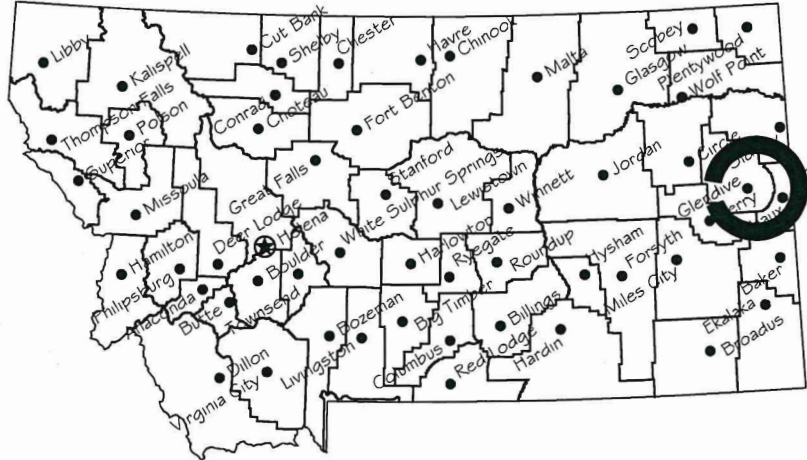 Libby
Kalispell
Cut Bank
Shelby
Chester
Havre
Chinook
Malta
Scobey
Glasgow
Plentywood
Wolf Point
Thompson Falls
Polson
Conrad
Choteau
Fort Benton
Superior
Missoula
Great Falls
Stanford
Lewistown
Winnett
Jordan
Circle
Glendive
Hamilton
Philipsburg
Deer Lodge
Helena
Boulder
White Sulphur Springs
Harlowton
Ryegate
Roundup
Hysham
Forsyth
Miles City
Baker
Anaconda
Butte
Bozeman
Livingston
Big Timber
Columbus
Billings
Red Lodge
Hardin
Ekalaka
Broadus
Dillon
Virginia City